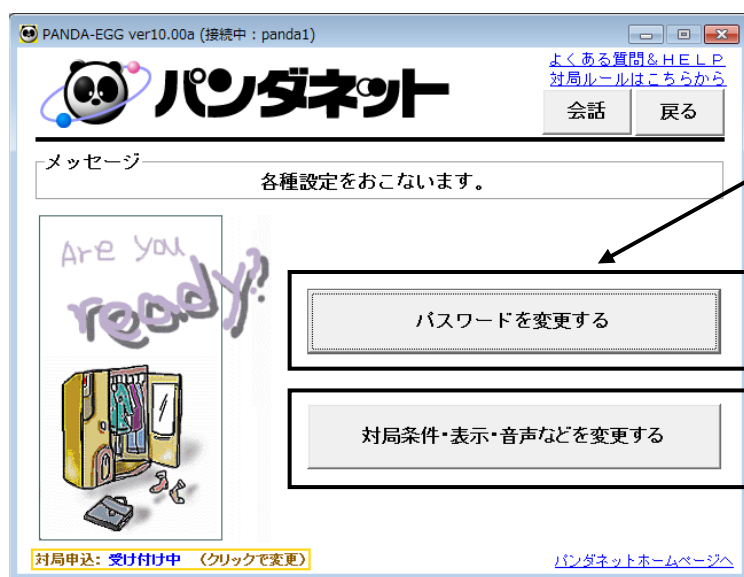 PANDA-EGG ver10.00a (接続中：panda1)
パンダネット
よくある質問&ＨＥＬＰ
対局ルールはこちらから
会話
戻る
メッセージ
各種設定をおこないます。
Are you
ready?
パスワードを変更する
対局条件・表示・音声などを変更する
対局申込: 受け付け中 （クリックで変更）
パンダネットホームページへ